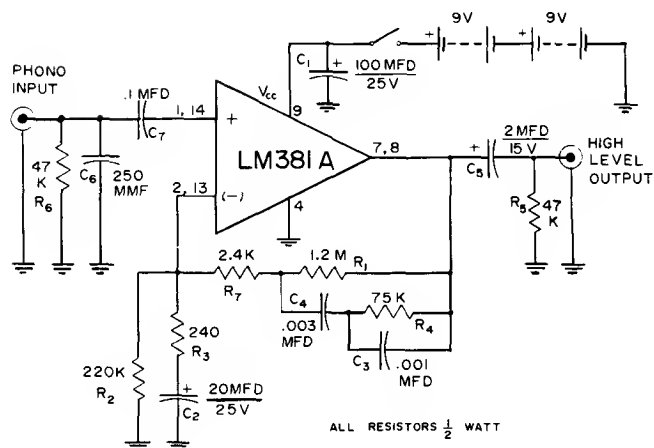 9V 9V
PHONO
INPUT
C1
100 MFD
25V
.1 MFD
C7
1, 14
+
Vcc
9
LM381A
7,8
2 MFD
15 V
C5
HIGH
LEVEL
OUTPUT
47
K
R6
C6
250
MMF
2, 13
(-)
4
R5
47
K
2.4K
R7
1.2 M
R1
C4
.003
MFD
75 K
R4
C3
.001
MFD
240
R3
220K
R2
20MFD
25V
C2
ALL RESISTORS 1/2 WATT